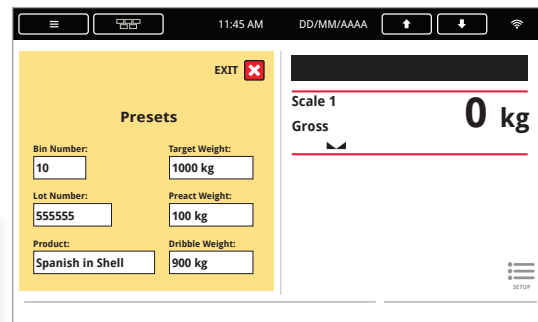 11:45 AM DD/MM/AAAA
EXIT
Presets
Bin Number:
10
Target Weight:
1000 kg
Lot Number:
555555
Preact Weight:
100 kg
Product:
Spanish in Shell
Dribble Weight:
900 kg
Scale 1
Gross
0 kg
SETUP